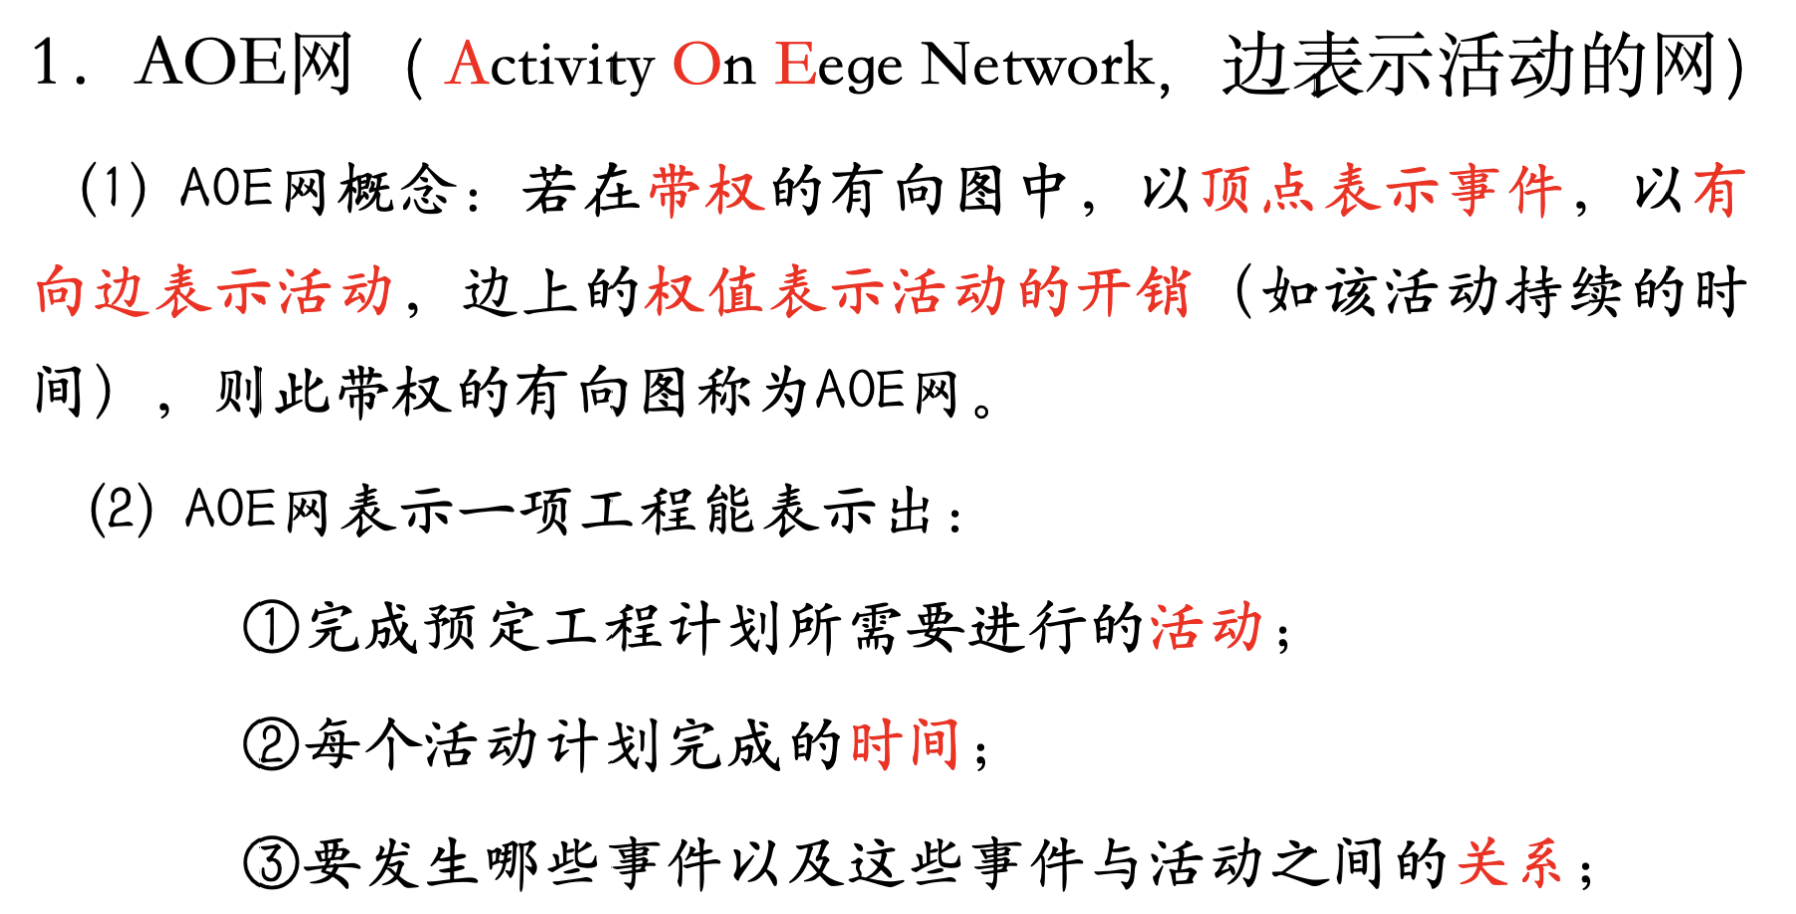 1. AOE网（Activity On Eege Network，边表示活动的网）
(1) AOE网概念：若在带权的有向图中，以顶点表示事件，以有
向边表示活动，边上的权值表示活动的开销（如该活动持续的时
间），则此带权的有向图称为AOE网。
(2) AOE网表示一项工程能表示出：
①完成预定工程计划所需要进行的活动；
②每个活动计划完成的时间；
③要发生哪些事件以及这些事件与活动之间的关系；